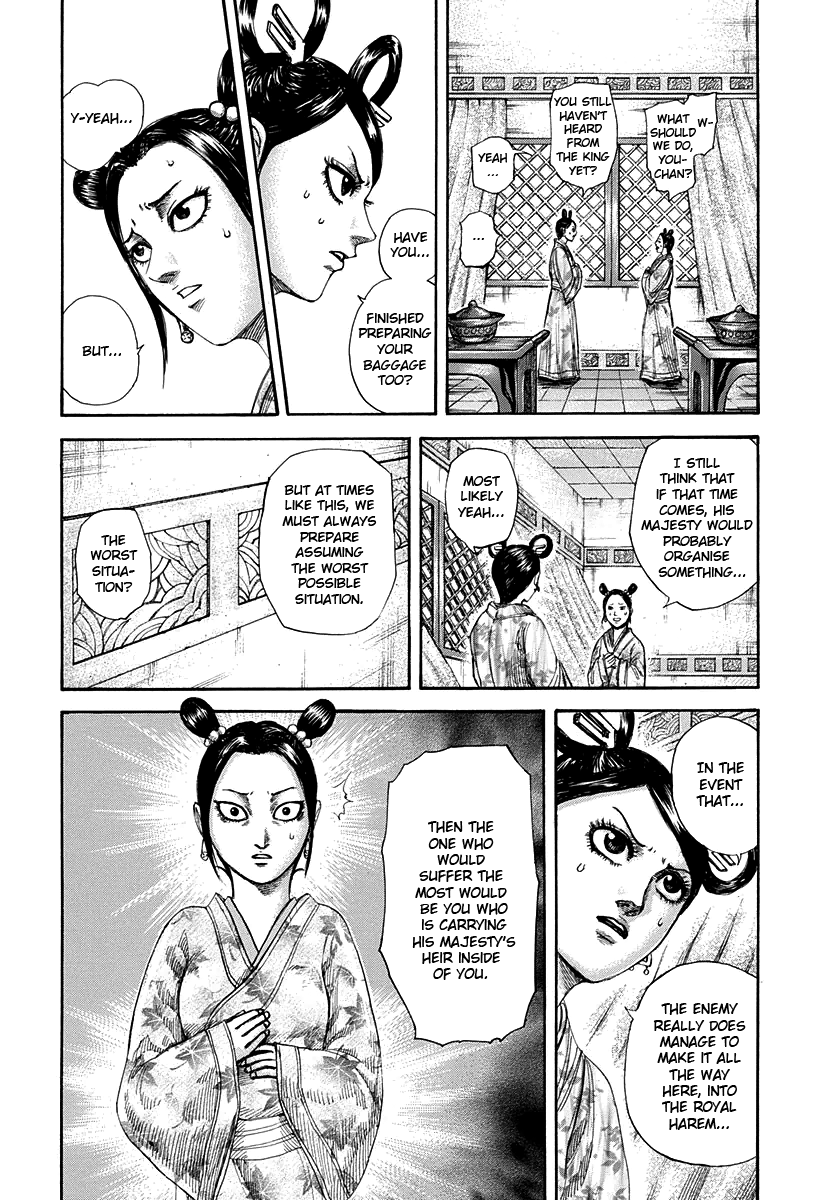 W-
WHAT
SHOULD
WE DO,
YOU-
CHAN?
YOU STILL
HAVEN'T
HEARD
FROM
THE KING
YET?
YEAH
...
...
HAVE
YOU...
FINISHED
PREPARING
YOUR
BAGGAGE
TOO?
Y-YEAH...
BUT...
I STILL
THINK THAT
IF THAT TIME
COMES, HIS
MAJESTY WOULD
PROBABLY
ORGANISE
SOMETHING...
MOST
LIKELY
YEAH...
BUT AT TIMES
LIKE THIS, WE
MUST ALWAYS
PREPARE
ASSUMING
THE WORST
POSSIBLE
SITUATION.
THE
WORST
SITUA-
TION?
IN THE
EVENT
THAT...
THE ENEMY
REALLY DOES
MANAGE TO
MAKE IT ALL
THE WAY
HERE, INTO
THE ROYAL
HAREM...
THEN THE
ONE WHO
WOULD
SUFFER THE
MOST WOULD
BE YOU WHO
IS CARRYING
HIS MAJESTY'S
HEIR INSIDE
OF YOU.